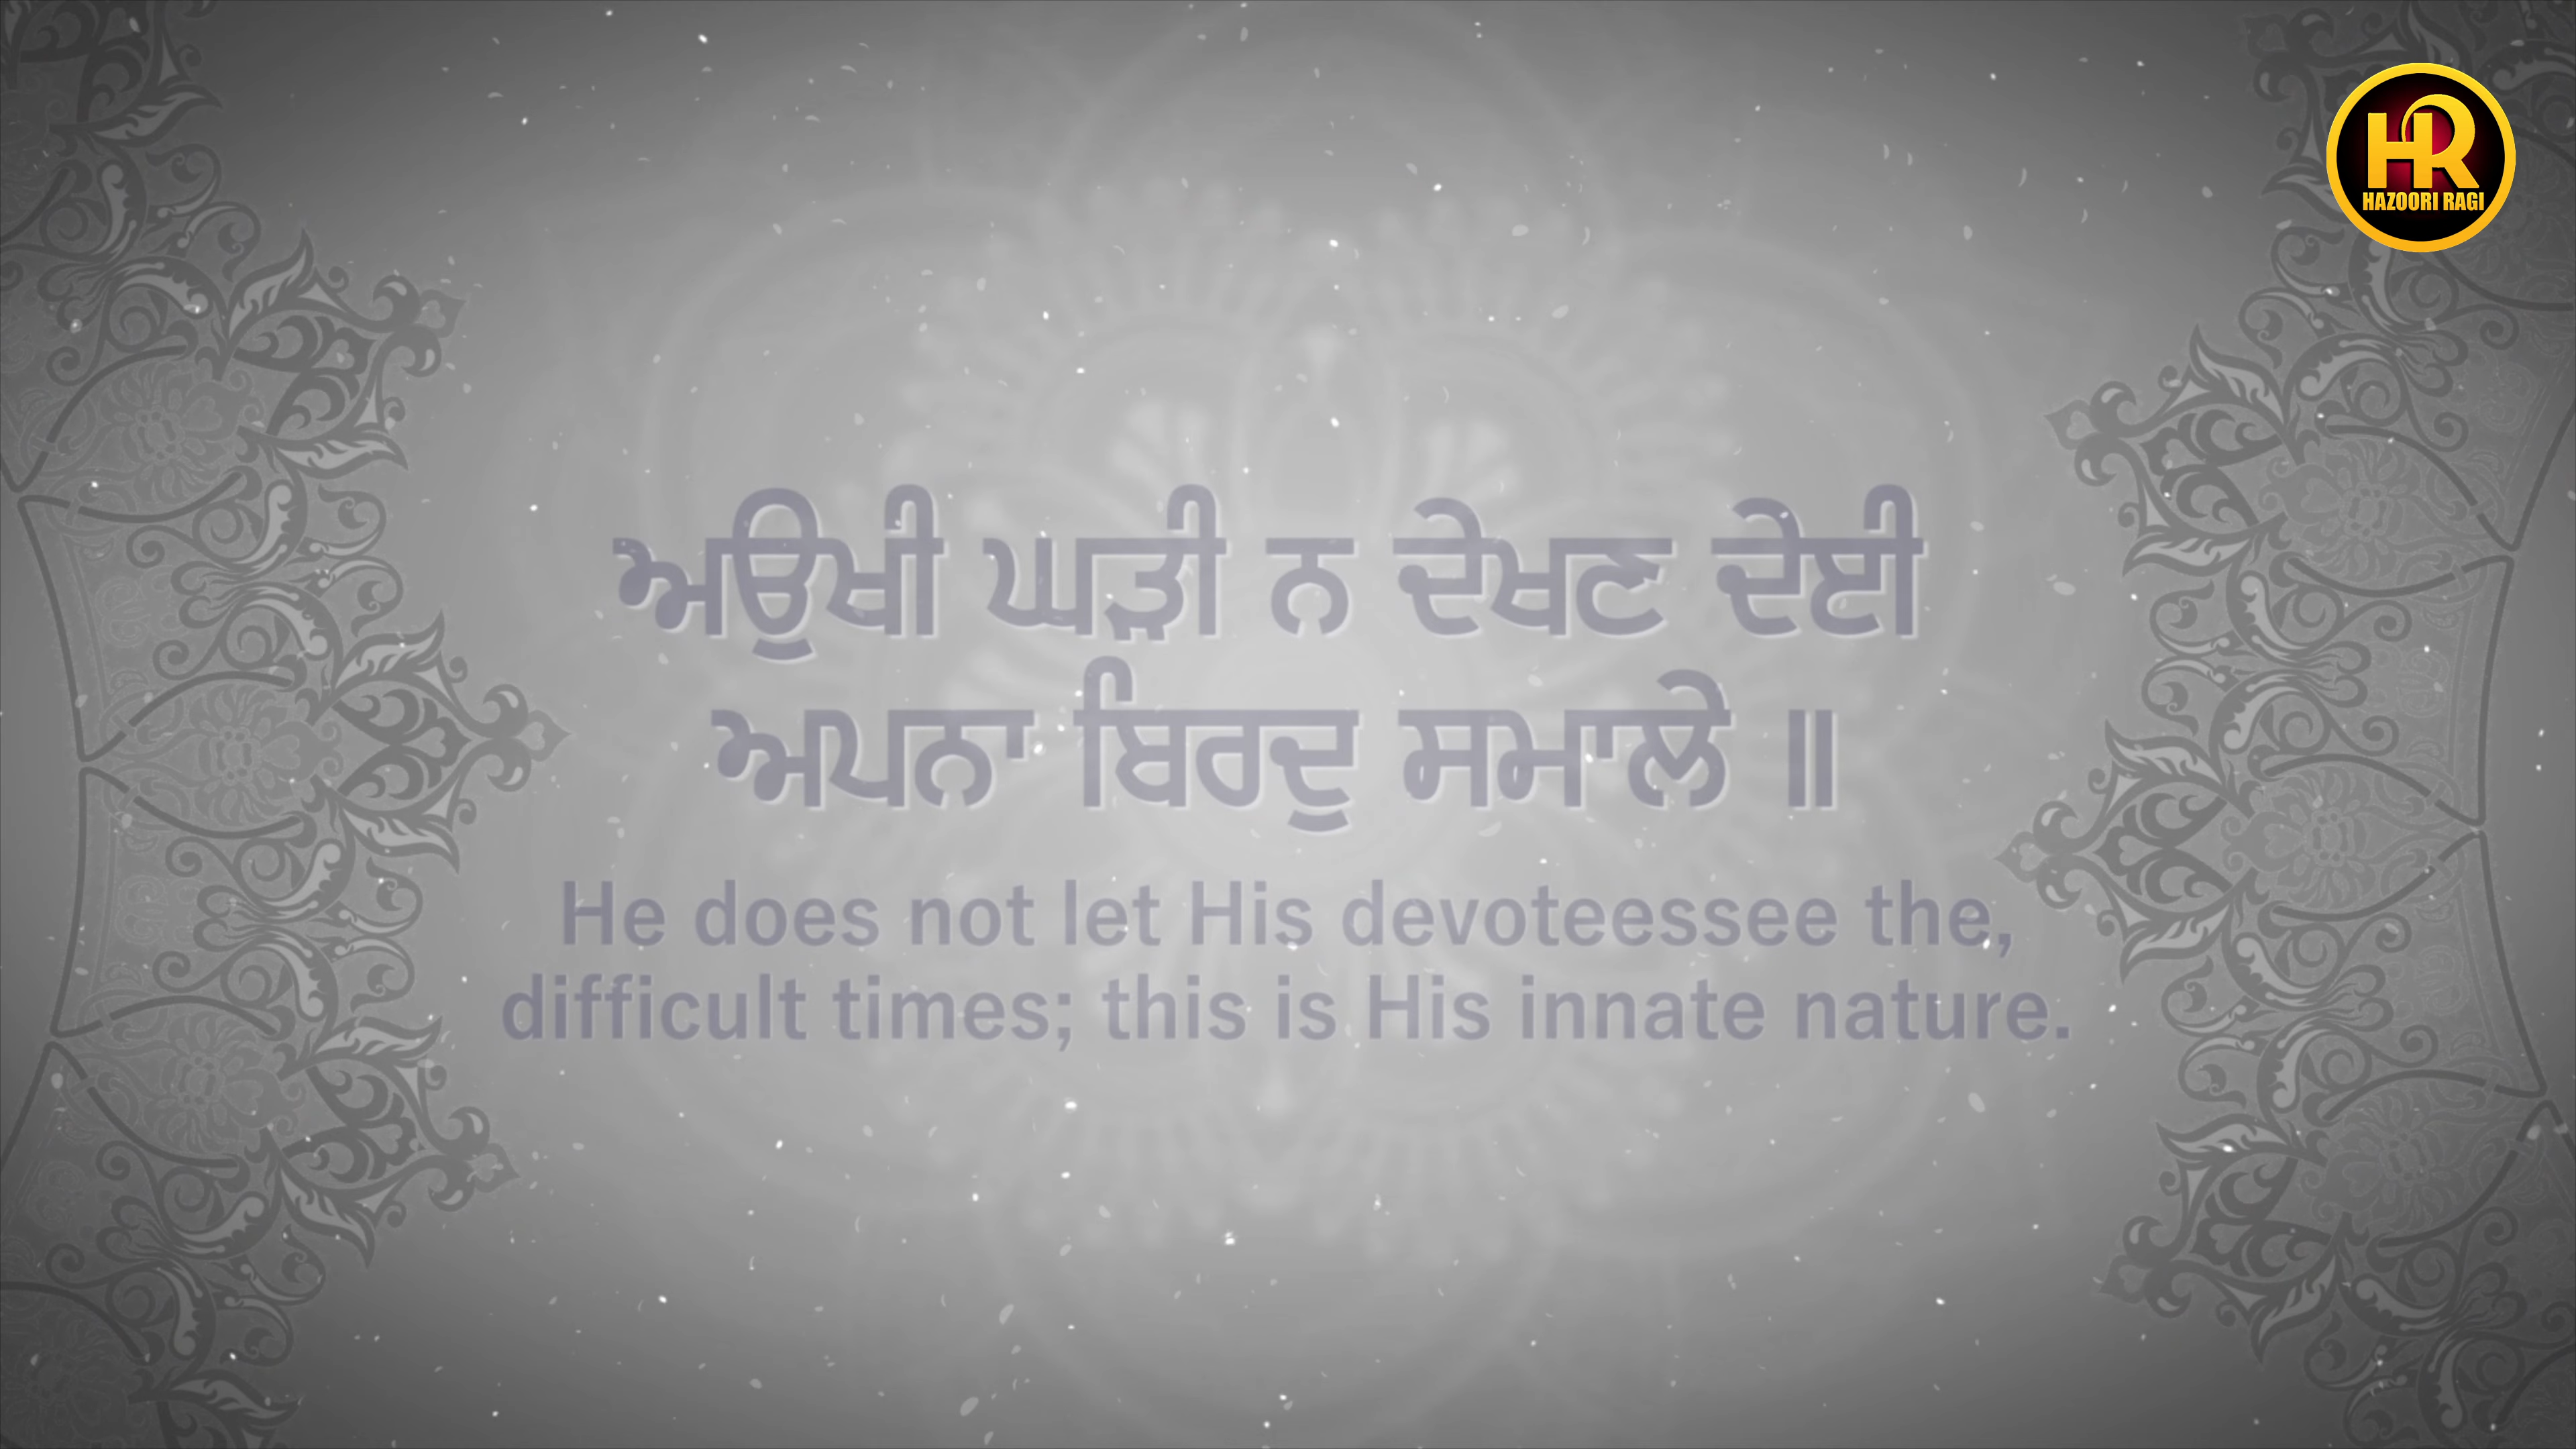 HR
HAZOORI RAGI
ਅਉਖੀ ਘੜੀ ਨ ਦੇਖਣ ਦੇਈ
ਅਪਨਾ ਬਿਰਦੁ ਸਮਾਲੇ ॥
He does not let His devoteessee the,
difficult times; this is His innate nature.